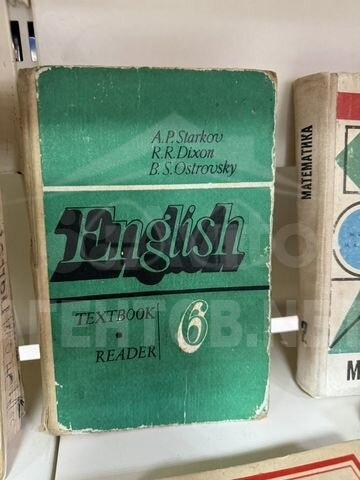 A.P. Starkov
R.R. Dixon
B.S. Ostrovsky
English
TEXTBOOK
READER
6
МАТЕМАТИКА
М